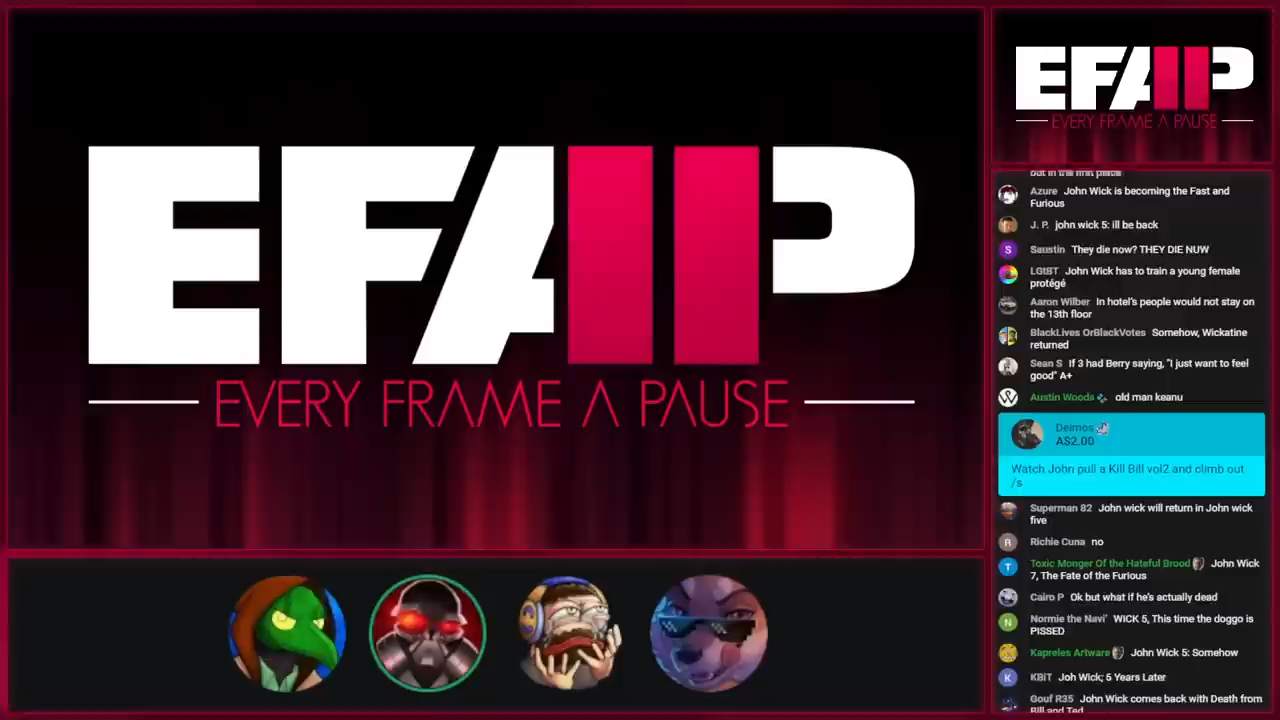 EFAP
EVERY FRAME A PAUSE
EFAP
EVERY FRAME A PAUSE
Azure John Wick is becoming the Fast and
Furious
J. P. john wick 5: ill be back
Saustin They die now? THEY DIE NUW
LGtBT John Wick has to train a young female
protégé
Aaron Wilber In hotel's people would not stay on
the 13th floor
BlackLives OrBlackVotes Somehow, Wickatine
returned
Sean S If 3 had Berry saying, "I just want to feel
good" A+
Austin Woods old man keanu
Deimos
A$2.00
Watch John pull a Kill Bill vol2 and climb out
/s
Superman 82 John wick will return in John wick
five
R Richie Cuna no
T Toxic Monger Of the Hateful Brood John Wick
7, The Fate of the Furious
Cairo P Ok but what if he's actually dead
N Normie the Navi' WICK 5, This time the doggo is
PISSED
Kapreles Artware John Wick 5: Somehow
K KBiT Joh Wick; 5 Years Later
Gouf R35 John Wick comes back with Death from
Bill and Ted